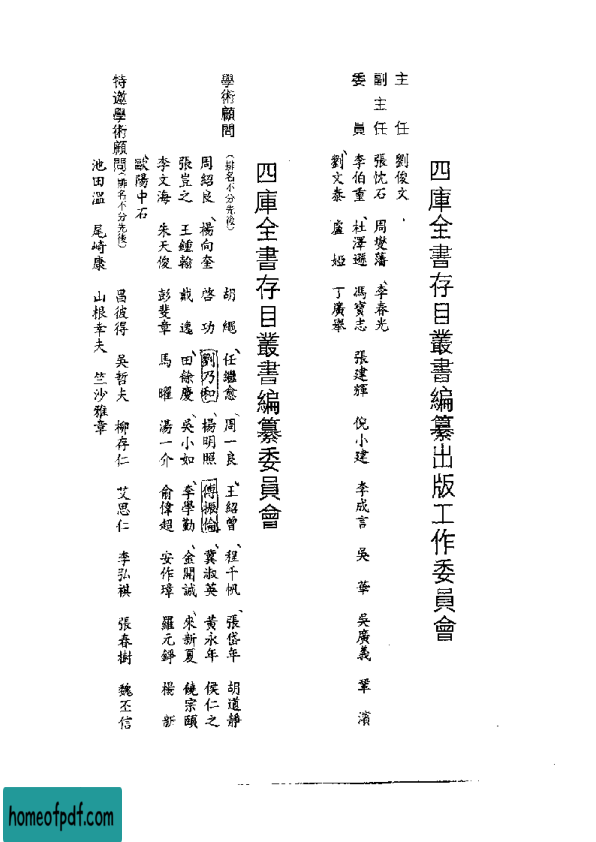 四庫全書存目叢書編纂出版工作委員會
主　任　劉俊文
副主任　張忱石　周燮藩　李春光
委　員　李伯重　杜澤遜　馮寶志　張建輝　倪小建　李成言　吳　華　吳廣義　鞏　濱
劉文泰　盧　婭　丁廣舉
四庫全書存目叢書編纂委員會
學術顧問（排名不分先後）　胡　繩　任繼愈　周一良　王紹曾　程千帆　張岱年　胡道靜
周紹良　楊向奎　啓　功　劉乃和　楊明照　傅振倫　冀淑英　黃永年　侯仁之
張豈之　王鍾翰　戴　逸　田餘慶　吳小如　李學勤　金開誠　來新夏　饒宗頤
李文海　朱天俊　彭斐章　馬　曜　湯一介　俞偉超　安作璋　羅元錚　楊　新
歐陽中石
特邀學術顧問（排名不分先後）　昌彼得　吳哲夫　柳存仁　艾思仁　李弘祺　張春樹　魏丕信
池田溫　尾崎康　山根幸夫　竺沙雅章
homeofpdf.com